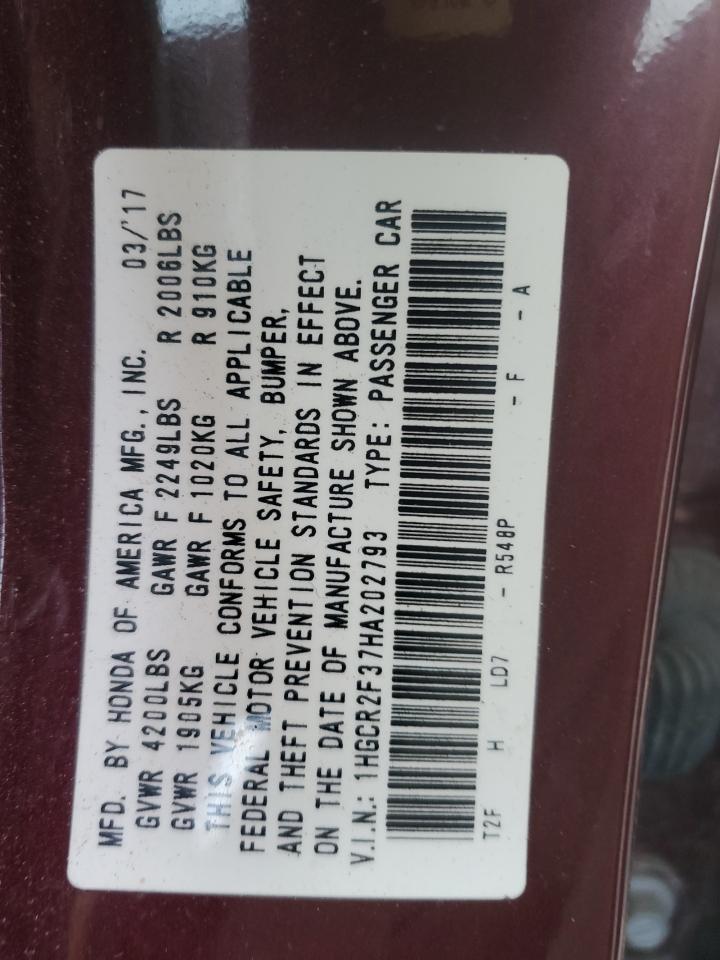 MFD. BY HONDA OF AMERICA MFG., INC. 03/'17
GVWR 4200LBS GAWR F 2249LBS R 2006LBS
GVWR 1905KG GAWR F 1020KG R 910KG
THIS VEHICLE CONFORMS TO ALL APPLICABLE
FEDERAL MOTOR VEHICLE SAFETY, BUMPER,
AND THEFT PREVENTION STANDARDS IN EFFECT
ON THE DATE OF MANUFACTURE SHOWN ABOVE.
V.I.N.: 1HGCR2F37HA202793 TYPE: PASSENGER CAR
T2F H LD7 - R548P - F - A